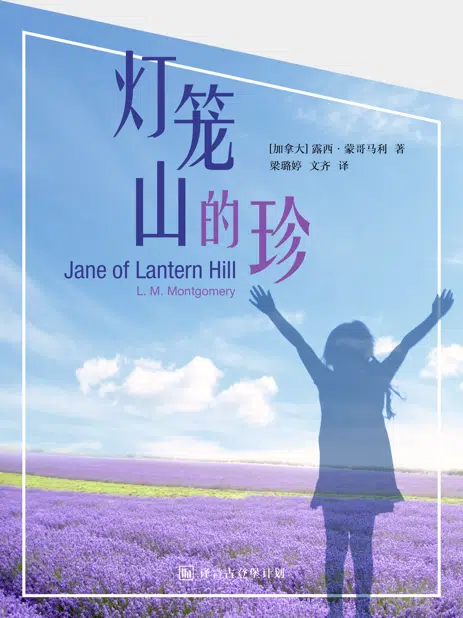 灯笼
山的珍
[加拿大] 露西·蒙哥马利 著
梁璐婷 文齐 译
Jane of Lantern Hill
L. M. Montgomery
译言古登堡计划